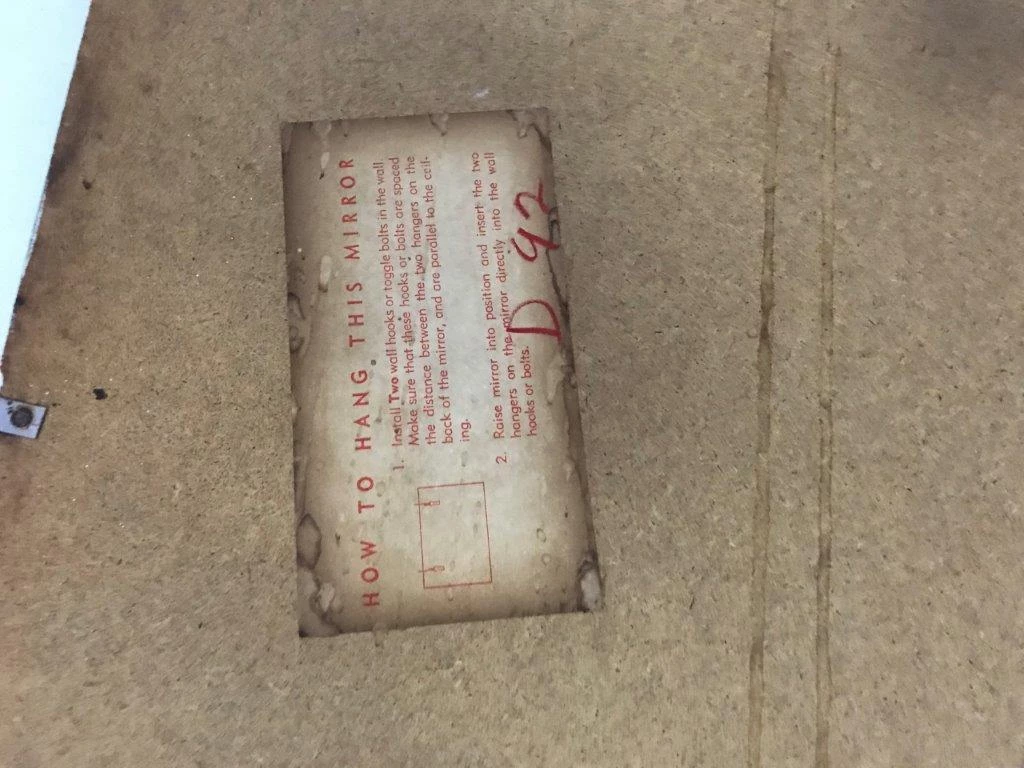 HOW TO HANG THIS MIRROR
1. Install Two wall hooks or toggle bolts in the wall
Make sure that these hooks or bolts are spaced
the distance between the two hangers on the
back of the mirror, and are parallel to the ceil-
ing.
2. Raise mirror into position and insert the two
hangers on the mirror directly into the wall
hooks or bolts.
D 92